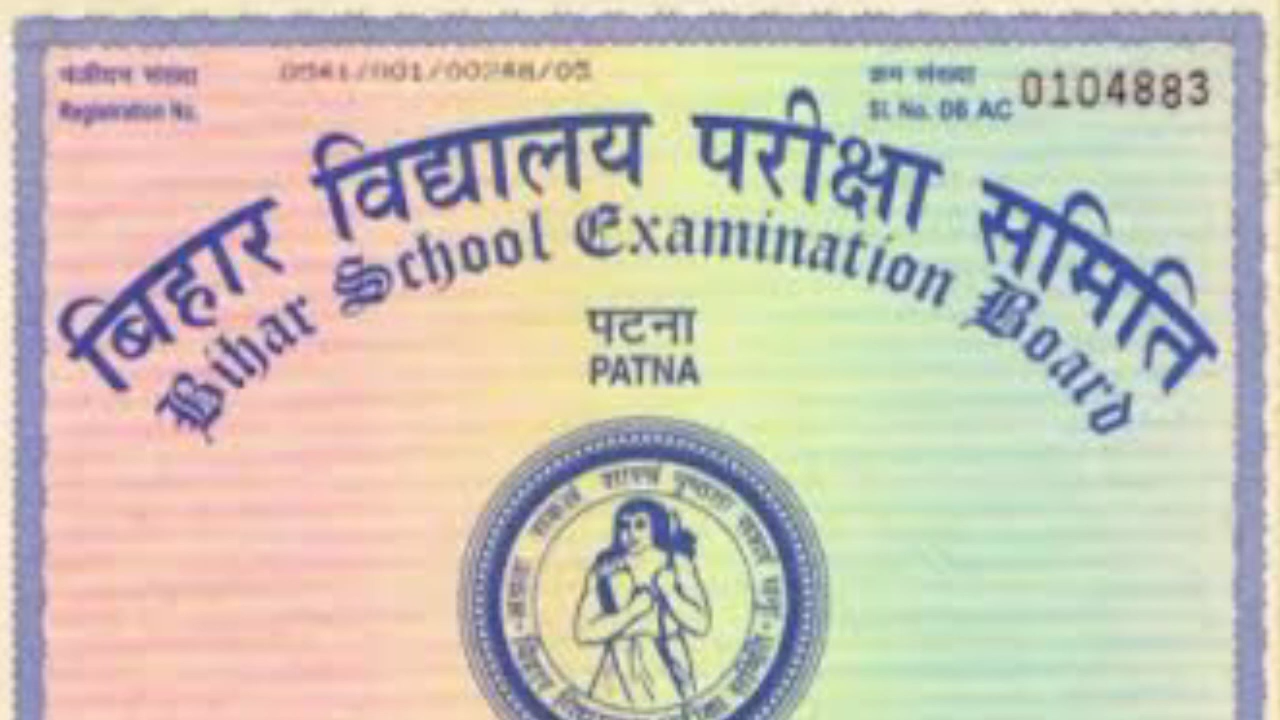 पंजीयन संख्या 0541/001/00248/05 क्रम संख्या
Registration No. Sl. No. 06 AC 0104883
बिहार विद्यालय परीक्षा समिति
Bihar School Examination Board
पटना
PATNA